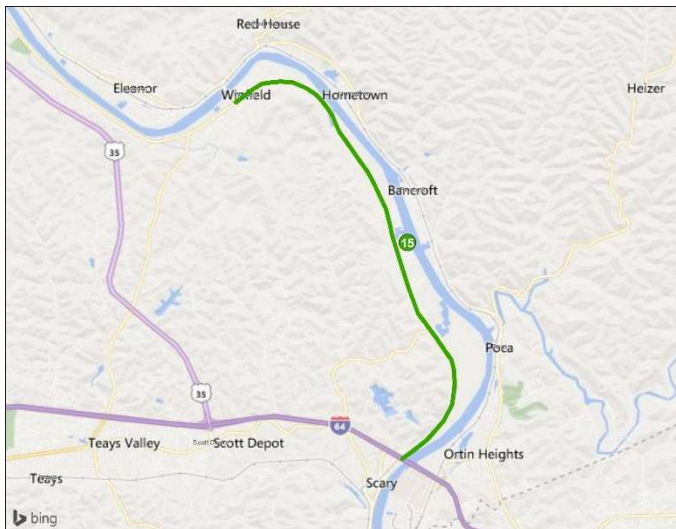 Red House
Eleanor
Winfield
Hometown
Heizer
35
Bancroft
15
Poca
35
64
Teays Valley
Scott Depot
Ortin Heights
Teays
Scary
bing